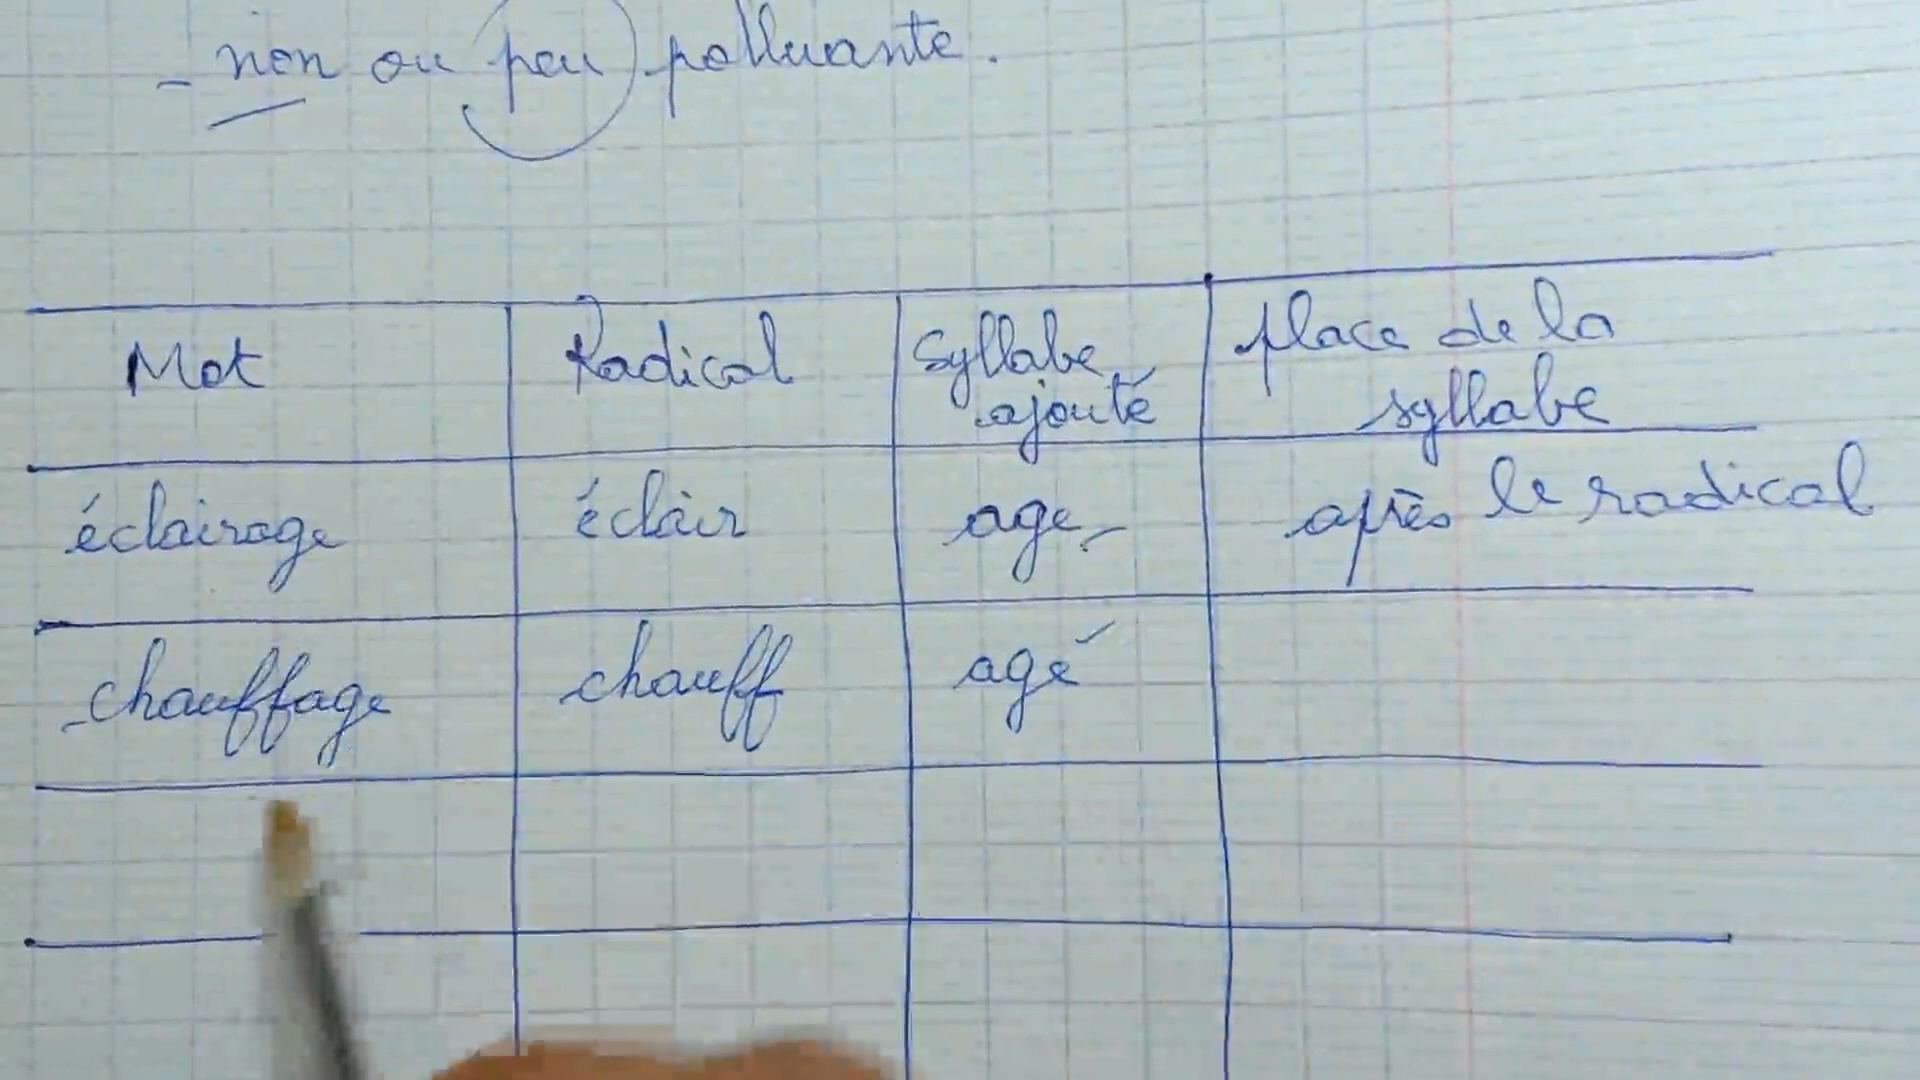 - non ou peu polluante.
Mot Radical Syllabe ajouté place de la syllabe
éclairage éclair age après le radical
chauffage chauff agé